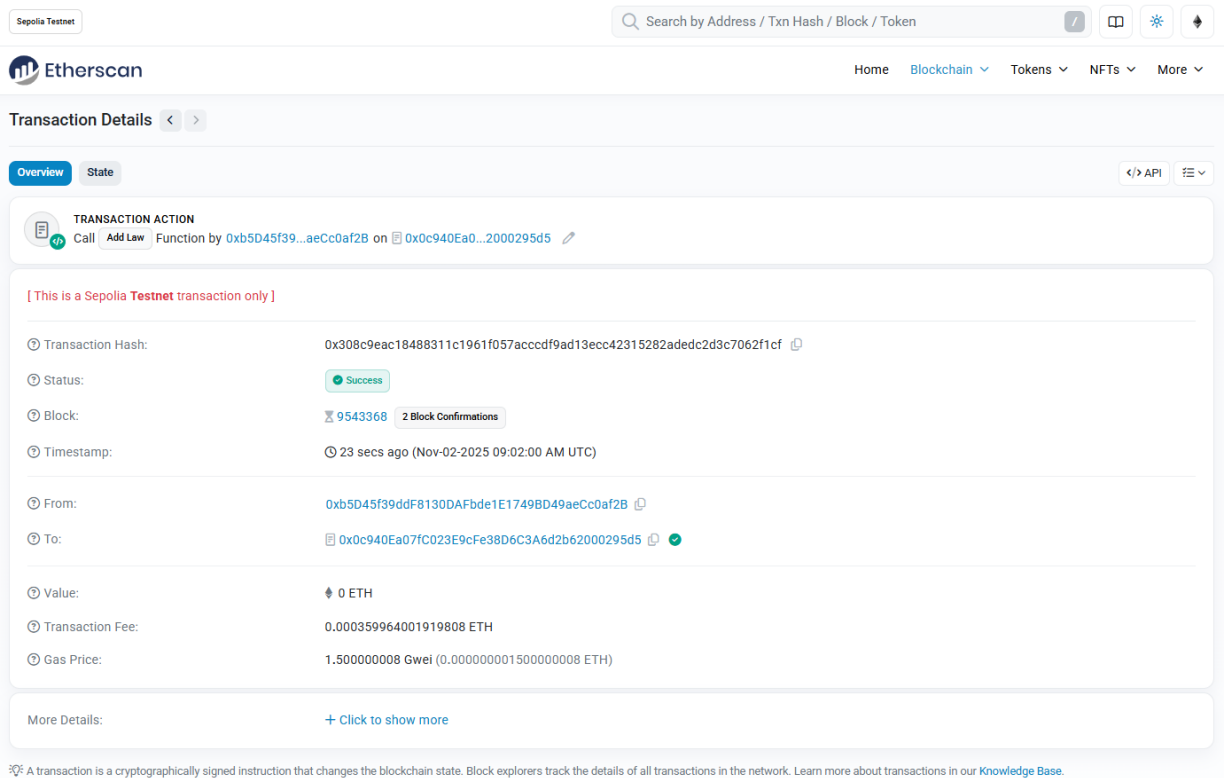 Sepolia Testnet
Search by Address / Txn Hash / Block / Token /
Etherscan
Home Blockchain Tokens NFTs More
Transaction Details
Overview State </> API
TRANSACTION ACTION
Call Add Law Function by 0xb5D45f39...aeCc0af2B on 0x0c940Ea0...2000295d5
[ This is a Sepolia Testnet transaction only ]
Transaction Hash: 0x308c9eac18488311c1961f057acccdf9ad13ecc42315282adedc2d3c7062f1cf
Status: Success
Block: 9543368 2 Block Confirmations
Timestamp: 23 secs ago (Nov-02-2025 09:02:00 AM UTC)
From: 0xb5D45f39ddF8130DAFbde1E1749BD49aeCc0af2B
To: 0x0c940Ea07fC023E9cFe38D6C3A6d2b62000295d5
Value: 0 ETH
Transaction Fee: 0.000359964001919808 ETH
Gas Price: 1.500000008 Gwei (0.000000001500000008 ETH)
More Details: + Click to show more
A transaction is a cryptographically signed instruction that changes the blockchain state. Block explorers track the details of all transactions in the network. Learn more about transactions in our Knowledge Base.